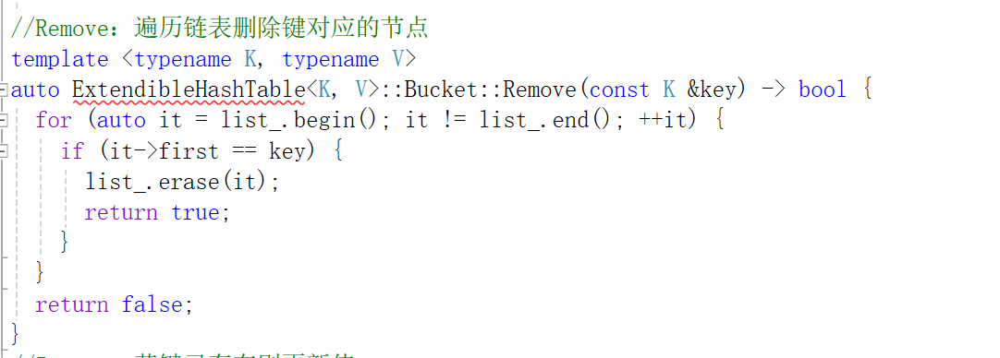 //Remove：遍历链表删除键对应的节点
template <typename K, typename V>
auto ExtendibleHashTable<K, V>::Bucket::Remove(const K &key) -> bool {
  for (auto it = list_.begin(); it != list_.end(); ++it) {
    if (it->first == key) {
      list_.erase(it);
      return true;
    }
  }
  return false;
}